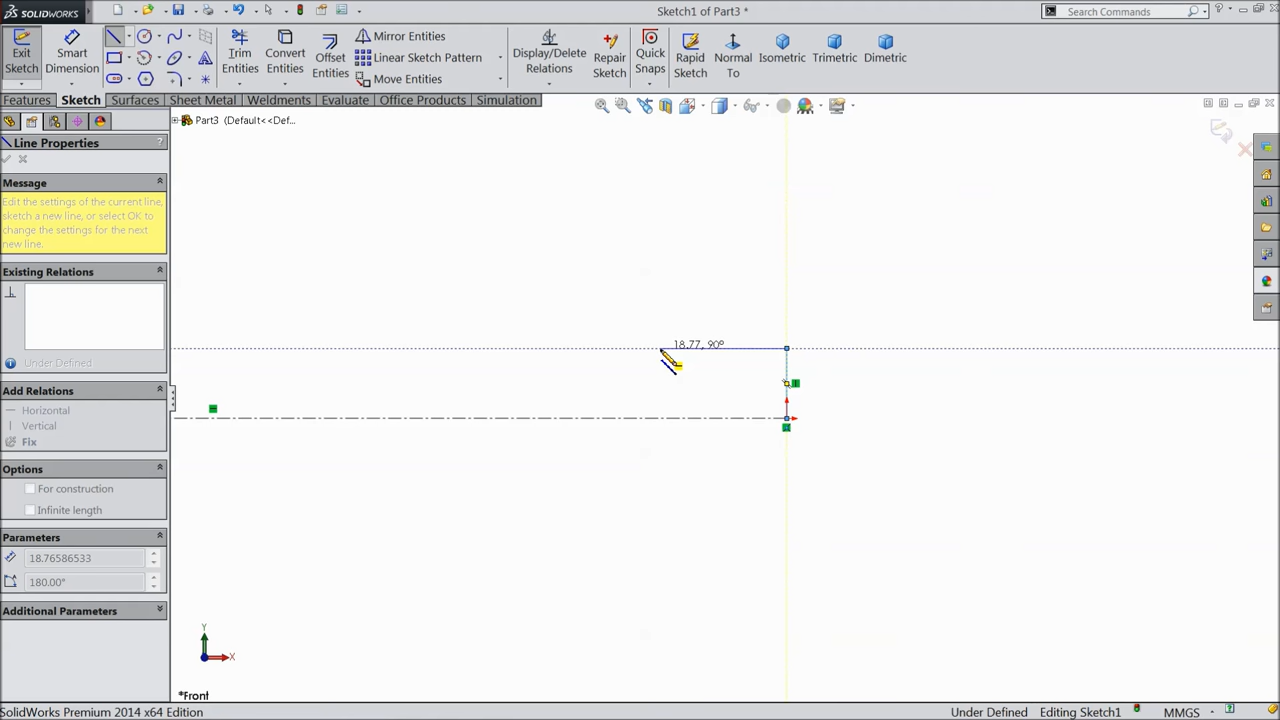 SOLIDWORKS
Sketch1 of Part3 *
Search Commands
Exit Sketch
Smart Dimension
Trim Entities
Convert Entities
Offset Entities
Mirror Entities
Linear Sketch Pattern
Move Entities
Display/Delete Relations
Repair Sketch
Quick Snaps
Rapid Sketch
Normal To
Isometric
Trimetric
Dimetric
Features
Sketch
Surfaces
Sheet Metal
Weldments
Evaluate
Office Products
Simulation
Part3 (Default<<Def...
Line Properties
?
Message
Edit the settings of the current line, sketch a new line, or select OK to change the settings for the next new line.
Existing Relations
Under Defined
Add Relations
Horizontal
Vertical
Fix
Options
For construction
Infinite length
Parameters
18.76586533
180.00°
Additional Parameters
18.77, 90°
Y
X
*Front
SolidWorks Premium 2014 x64 Edition
Under Defined
Editing Sketch1
MMGS